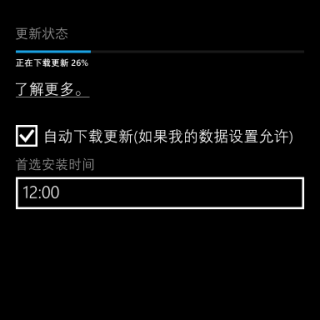 更新状态
正在下载更新 26%
了解更多。
自动下载更新(如果我的数据设置允许)
首选安装时间
12:00